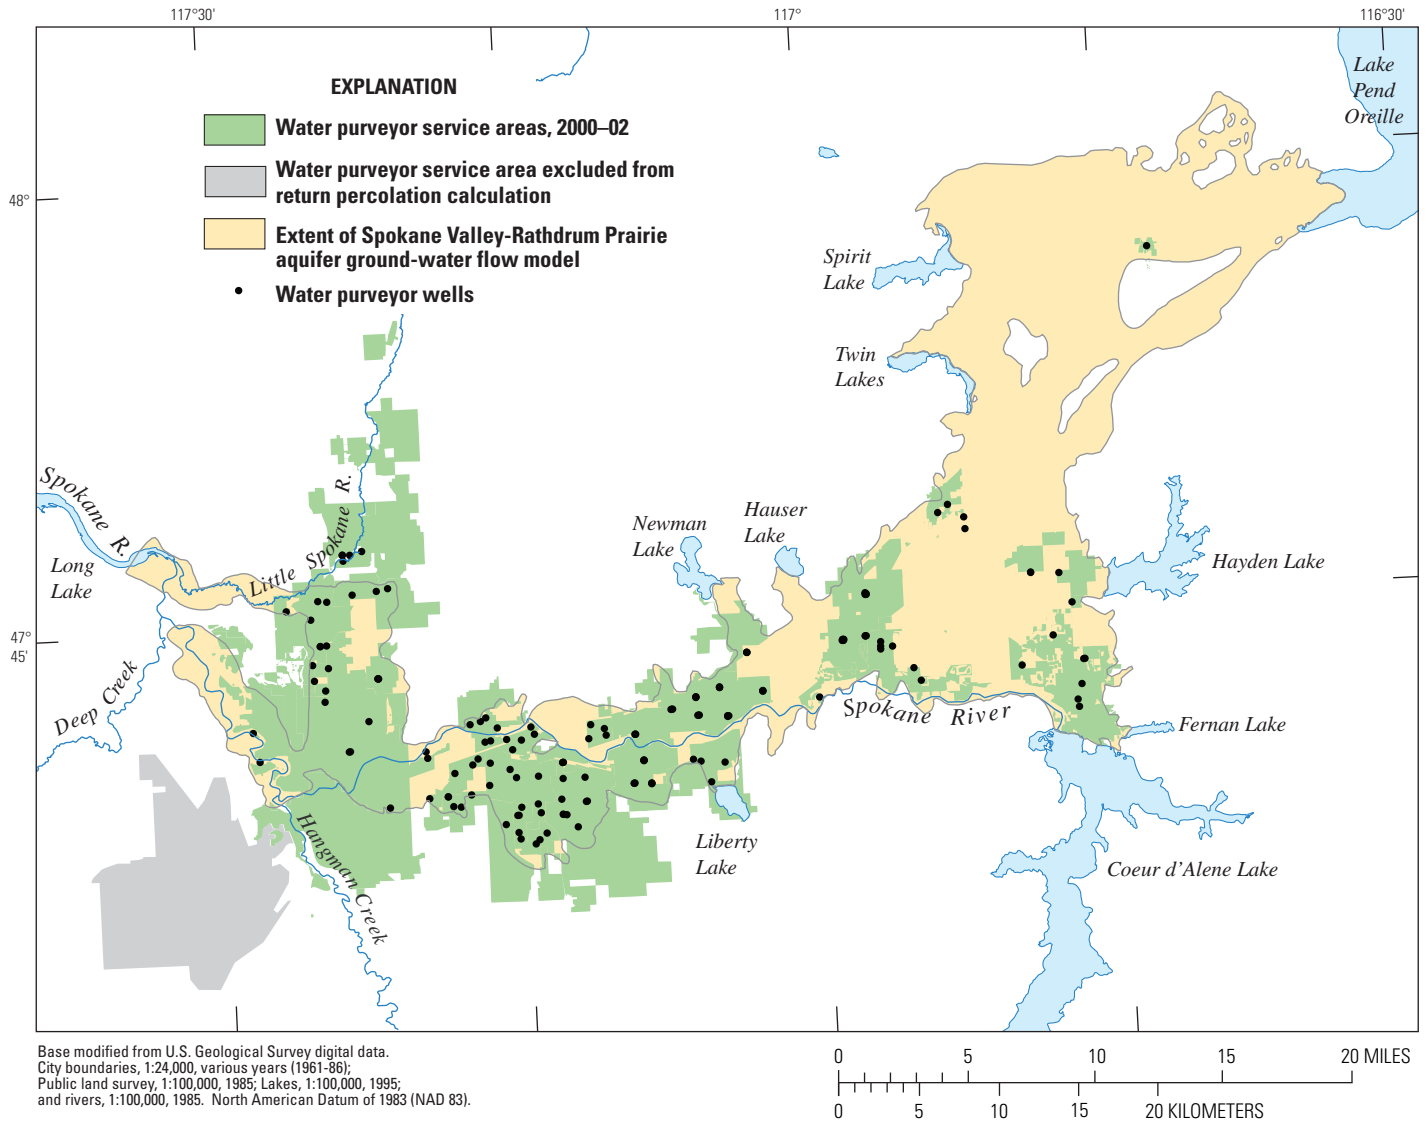 117°30'
117°
116°30'
EXPLANATION
Water purveyor service areas, 2000–02
Water purveyor service area excluded from
return percolation calculation
Extent of Spokane Valley-Rathdrum Prairie
aquifer ground-water flow model
Water purveyor wells
Lake
Pend
Oreille
48°
Spirit
Lake
Twin
Lakes
Spokane R.
Long
Lake
Little Spokane R.
Newman
Lake
Hauser
Lake
Hayden Lake
47°
45'
Deep Creek
Spokane River
Fernan Lake
Hangman Creek
Liberty
Lake
Coeur d'Alene Lake
Base modified from U.S. Geological Survey digital data.
City boundaries, 1:24,000, various years (1961-86);
Public land survey, 1:100,000, 1985; Lakes, 1:100,000, 1995;
and rivers, 1:100,000, 1985. North American Datum of 1983 (NAD 83).
0 5 10 15 20 MILES
0 5 10 15 20 KILOMETERS